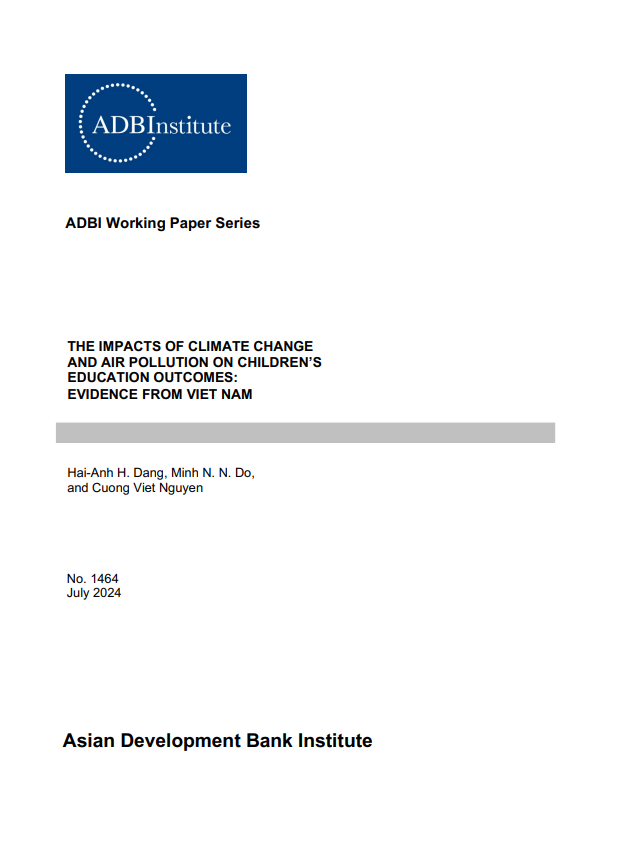 ADBInstitute
ADBI Working Paper Series
THE IMPACTS OF CLIMATE CHANGE
AND AIR POLLUTION ON CHILDREN’S
EDUCATION OUTCOMES:
EVIDENCE FROM VIET NAM
Hai-Anh H. Dang, Minh N. N. Do,
and Cuong Viet Nguyen
No. 1464
July 2024
Asian Development Bank Institute